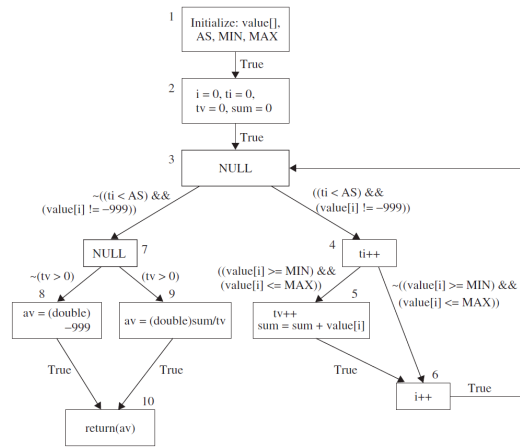 1
Initialize: value[],
AS, MIN, MAX
True
2
i = 0, ti = 0,
tv = 0, sum = 0
True
3
NULL
~((ti < AS) &&
(value[i] != −999))
((ti < AS) &&
(value[i] != −999))
NULL
7
4
ti++
~(tv > 0)
(tv > 0)
((value[i] >= MIN) &&
(value[i] <= MAX))
~((value[i] >= MIN) &&
(value[i] <= MAX))
8
av = (double)
−999
9
av = (double)sum/tv
5
tv++
sum = sum + value[i]
True
True
True
6
i++
True
10
return(av)